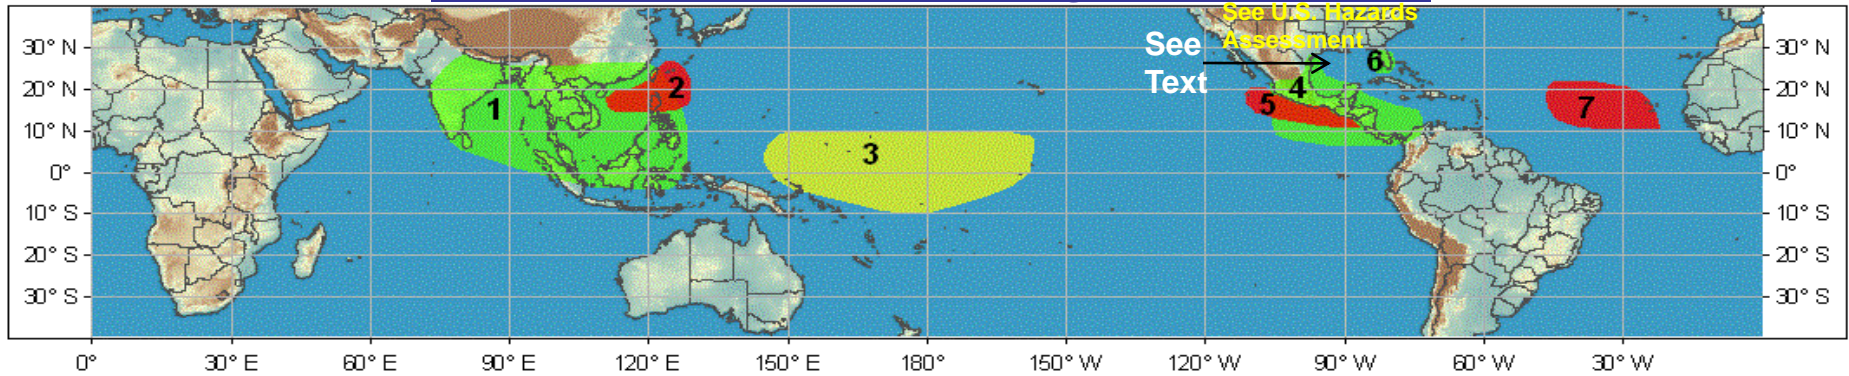 See U.S. Hazards
Assessment
See
Text
30° N
20° N
10° N
0°
10° S
20° S
30° S
1
2
3
4
5
6
7
30° N
20° N
10° N
0°
10° S
20° S
30° S
0°
30° E
60° E
90° E
120° E
150° E
180°
150° W
120° W
90° W
60° W
30° W